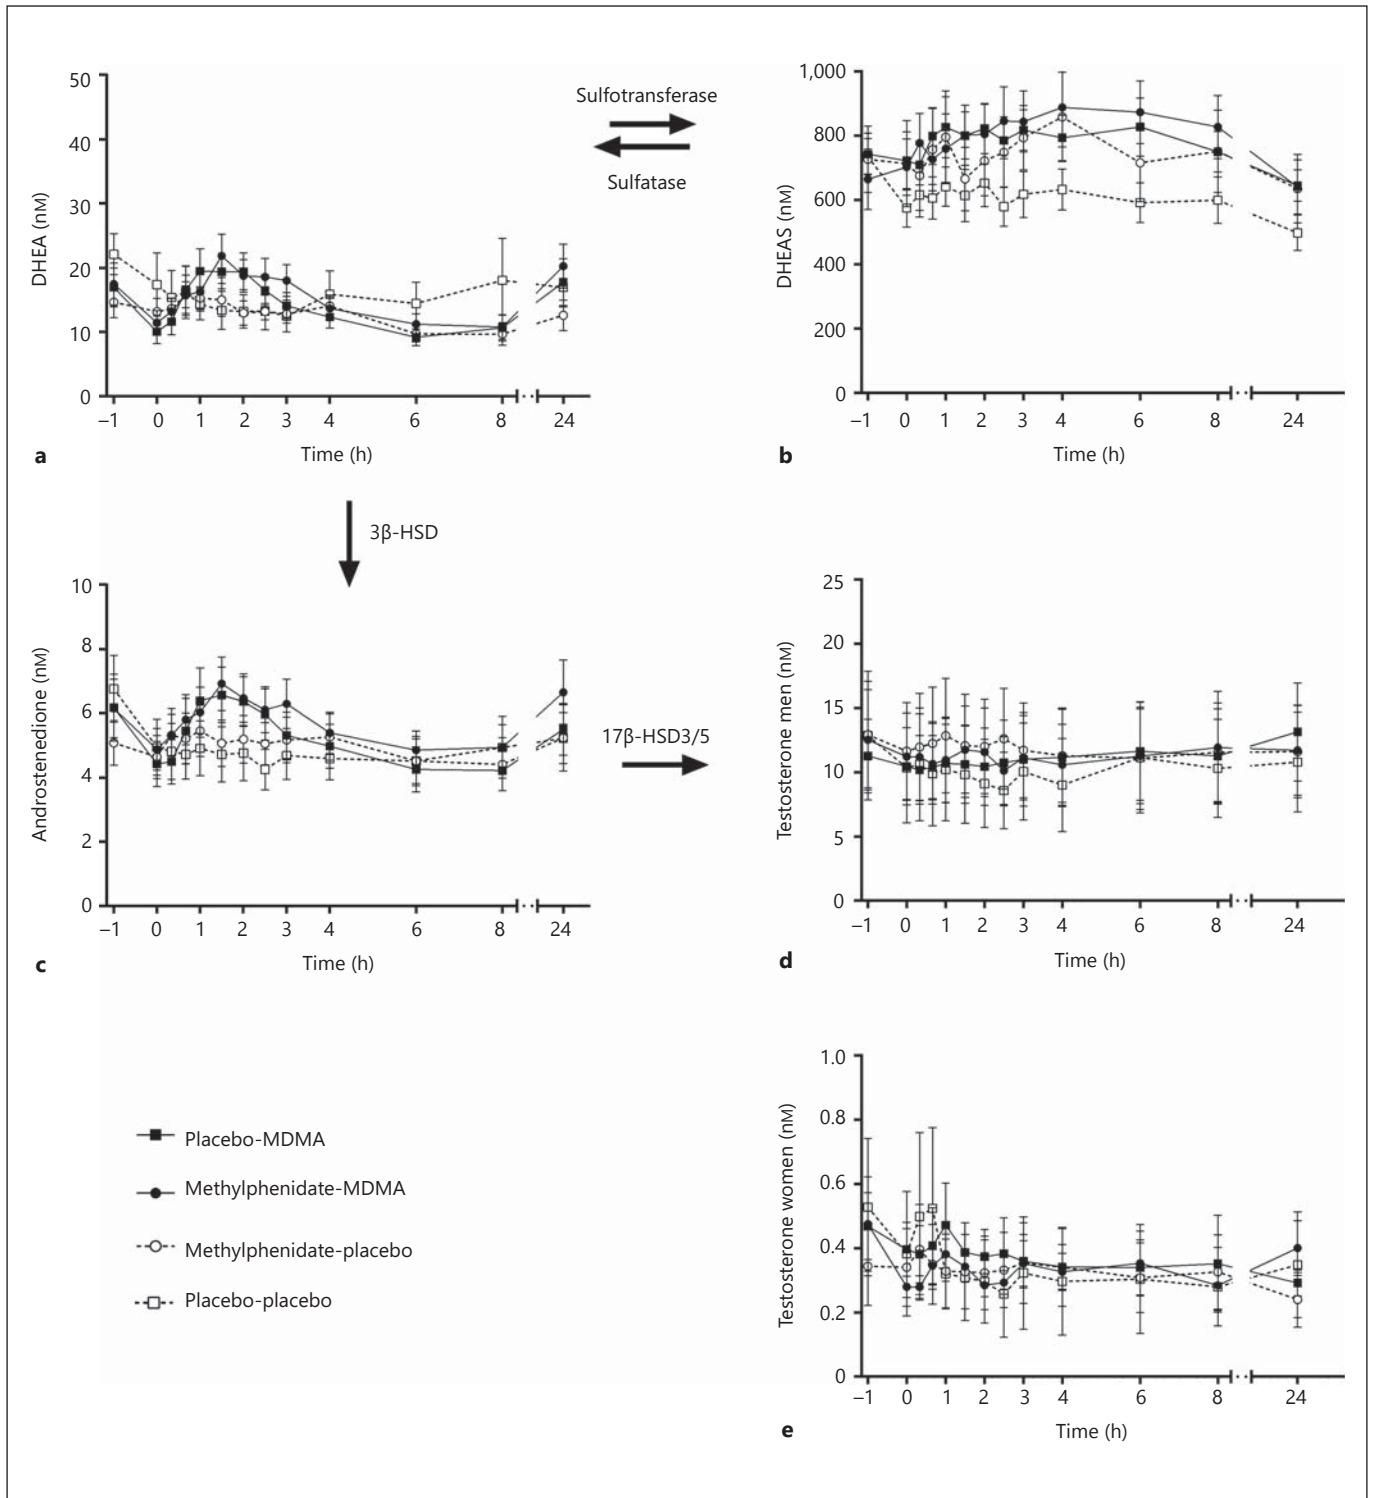 50
40
30
20
10
0
DHEA (nM)
–1 0 1 2 3 4 6 8 24
Time (h)
a
Sulfotransferase
Sulfatase
1,000
800
600
400
200
0
DHEAS (nM)
–1 0 1 2 3 4 6 8 24
Time (h)
b
3β-HSD
10
8
6
4
2
0
Androstenedione (nM)
–1 0 1 2 3 4 6 8 24
Time (h)
c
17β-HSD3/5
25
20
15
10
5
0
Testosterone men (nM)
–1 0 1 2 3 4 6 8 24
Time (h)
d
Placebo-MDMA
Methylphenidate-MDMA
Methylphenidate-placebo
Placebo-placebo
1.0
0.8
0.6
0.4
0.2
0
Testosterone women (nM)
–1 0 1 2 3 4 6 8 24
Time (h)
e